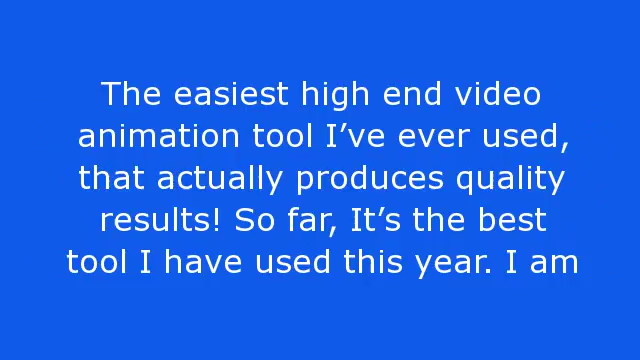 The easiest high end video
animation tool I’ve ever used,
that actually produces quality
results! So far, It’s the best
tool I have used this year. I am